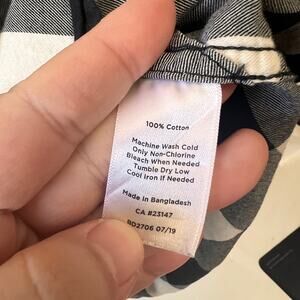 100% Cotton
Machine Wash Cold
Only Non-Chlorine
Bleach When Needed
Tumble Dry Low
Cool Iron If Needed
Made in Bangladesh
CA #23147
BD2706 07/19